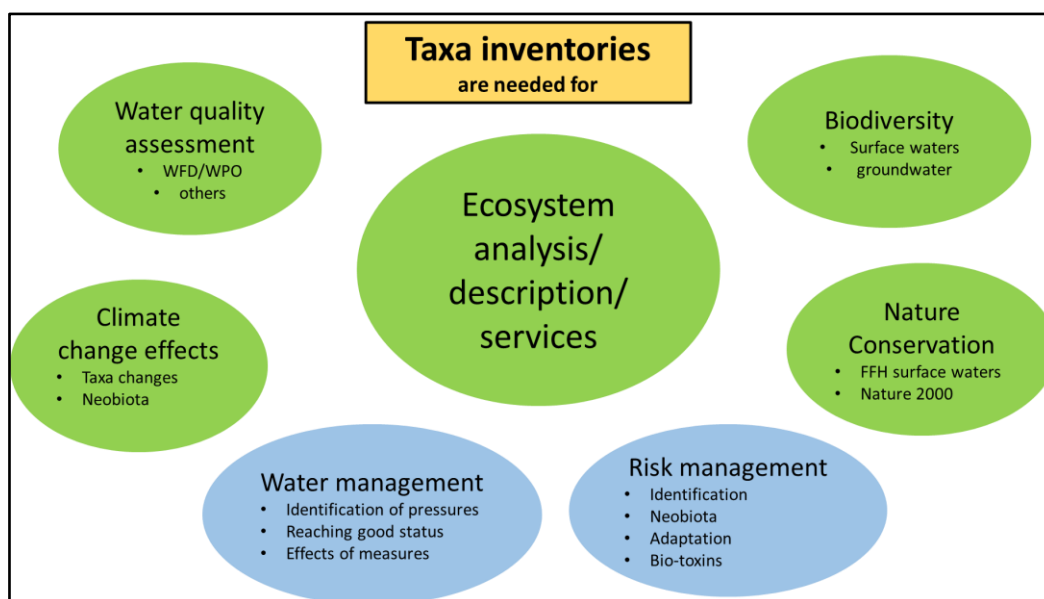 Taxa inventories
are needed for
Water quality
assessment
• WFD/WPO
• others
Biodiversity
• Surface waters
• groundwater
Ecosystem
analysis/
description/
services
Climate
change effects
• Taxa changes
• Neobiota
Nature
Conservation
• FFH surface waters
• Nature 2000
Water management
• Identification of pressures
• Reaching good status
• Effects of measures
Risk management
• Identification
• Neobiota
• Adaptation
• Bio-toxins